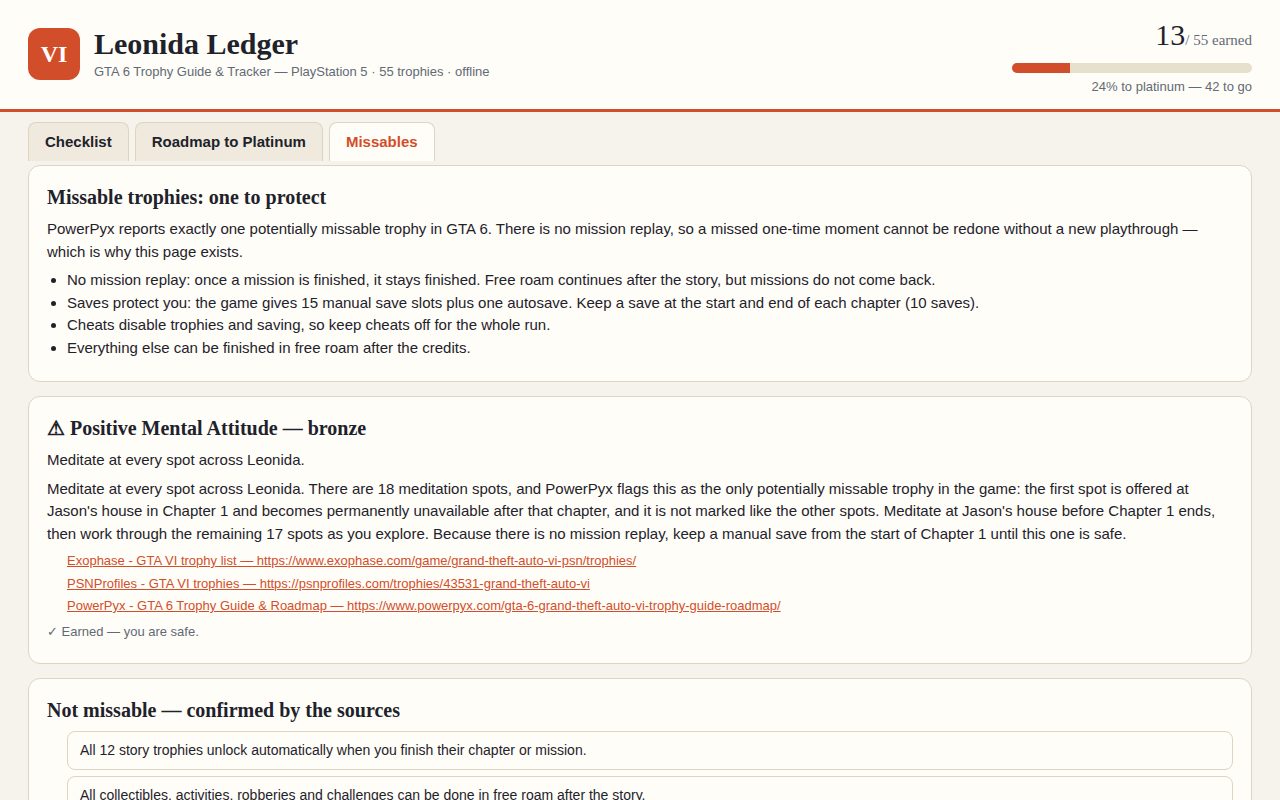 VI
Leonida Ledger
GTA 6 Trophy Guide & Tracker — PlayStation 5 · 55 trophies · offline
13/ 55 earned
24% to platinum — 42 to go
Checklist
Roadmap to Platinum
Missables
Missable trophies: one to protect
PowerPyx reports exactly one potentially missable trophy in GTA 6. There is no mission replay, so a missed one-time moment cannot be redone without a new playthrough —
which is why this page exists.
• No mission replay: once a mission is finished, it stays finished. Free roam continues after the story, but missions do not come back.
• Saves protect you: the game gives 15 manual save slots plus one autosave. Keep a save at the start and end of each chapter (10 saves).
• Cheats disable trophies and saving, so keep cheats off for the whole run.
• Everything else can be finished in free roam after the credits.
⚠ Positive Mental Attitude — bronze
Meditate at every spot across Leonida.
Meditate at every spot across Leonida. There are 18 meditation spots, and PowerPyx flags this as the only potentially missable trophy in the game: the first spot is offered at
Jason's house in Chapter 1 and becomes permanently unavailable after that chapter, and it is not marked like the other spots. Meditate at Jason's house before Chapter 1 ends,
then work through the remaining 17 spots as you explore. Because there is no mission replay, keep a manual save from the start of Chapter 1 until this one is safe.
Exophase - GTA VI trophy list — https://www.exophase.com/game/grand-theft-auto-vi-psn/trophies/
PSNProfiles - GTA VI trophies — https://psnprofiles.com/trophies/43531-grand-theft-auto-vi
PowerPyx - GTA 6 Trophy Guide & Roadmap — https://www.powerpyx.com/gta-6-grand-theft-auto-vi-trophy-guide-roadmap/
✓ Earned — you are safe.
Not missable — confirmed by the sources
All 12 story trophies unlock automatically when you finish their chapter or mission.
All collectibles, activities, robberies and challenges can be done in free roam after the story.